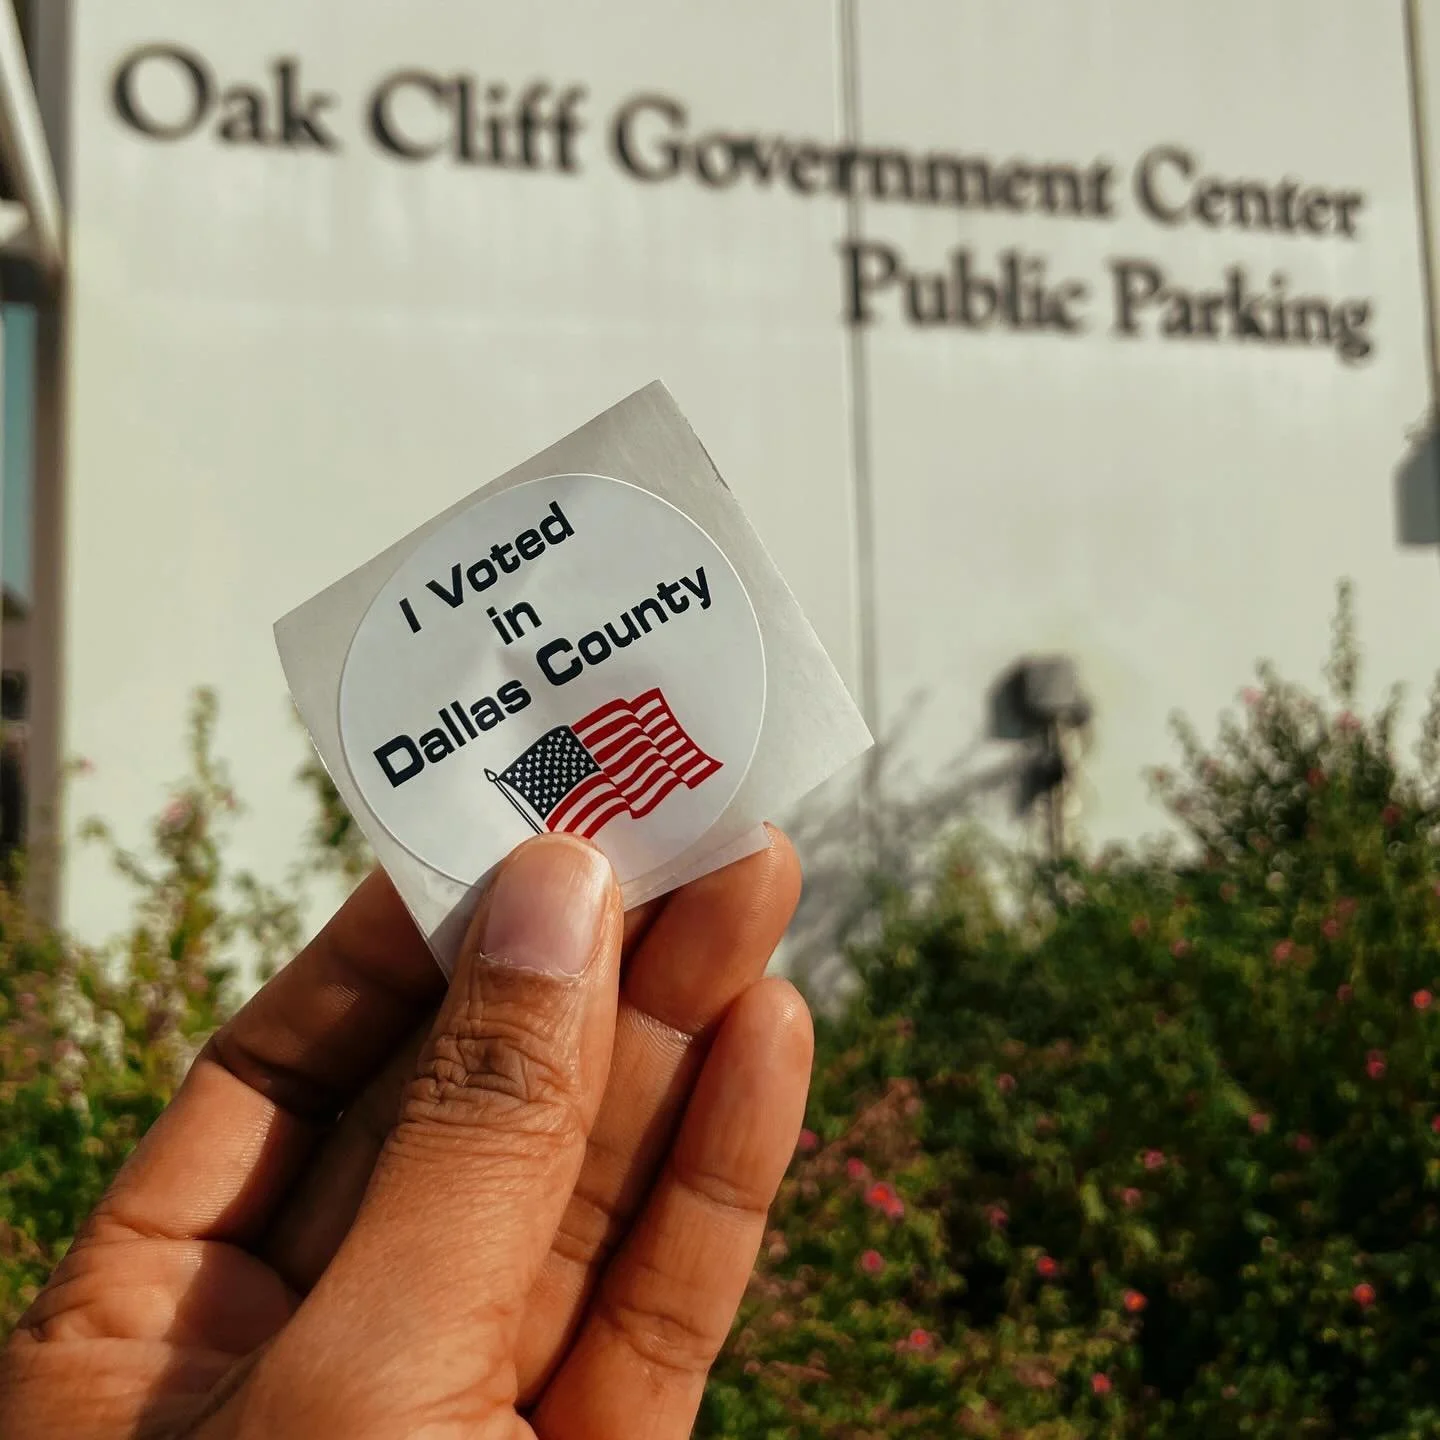 Oak Cliff Government Center
Public Parking
I Voted
in
Dallas County